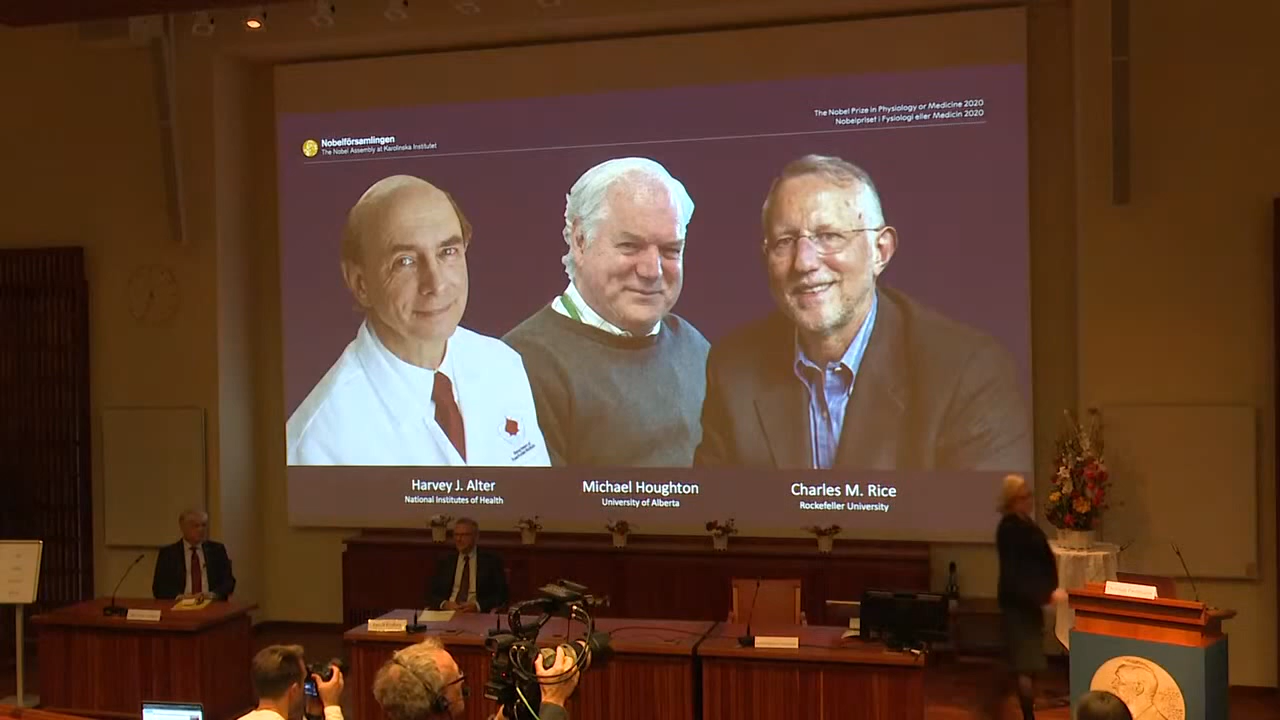 The Nobel Prize in Physiology or Medicine 2020
Nobelpriset i Fysiologi eller Medicin 2020
Nobelförsamlingen
The Nobel Assembly at Karolinska Institutet
Harvey J. Alter
National Institutes of Health
Michael Houghton
University of Alberta
Charles M. Rice
Rockefeller University